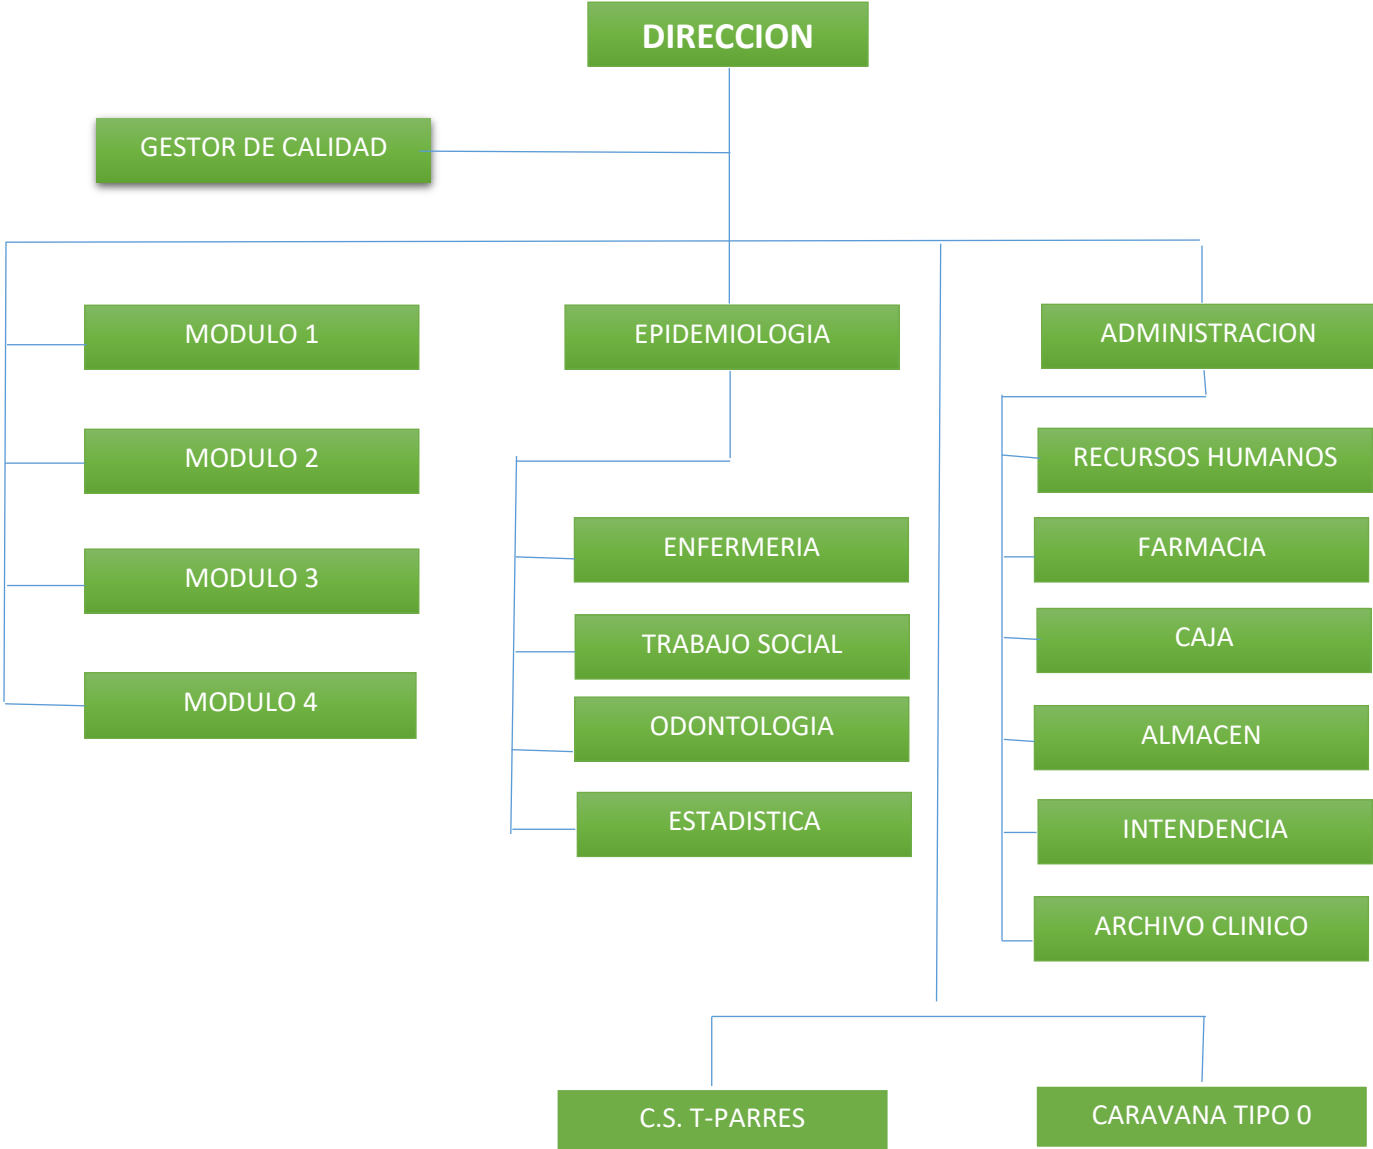 DIRECCION
GESTOR DE CALIDAD
MODULO 1
MODULO 2
MODULO 3
MODULO 4
EPIDEMIOLOGIA
ENFERMERIA
TRABAJO SOCIAL
ODONTOLOGIA
ESTADISTICA
ADMINISTRACION
RECURSOS HUMANOS
FARMACIA
CAJA
ALMACEN
INTENDENCIA
ARCHIVO CLINICO
C.S. T-PARRES
CARAVANA TIPO 0